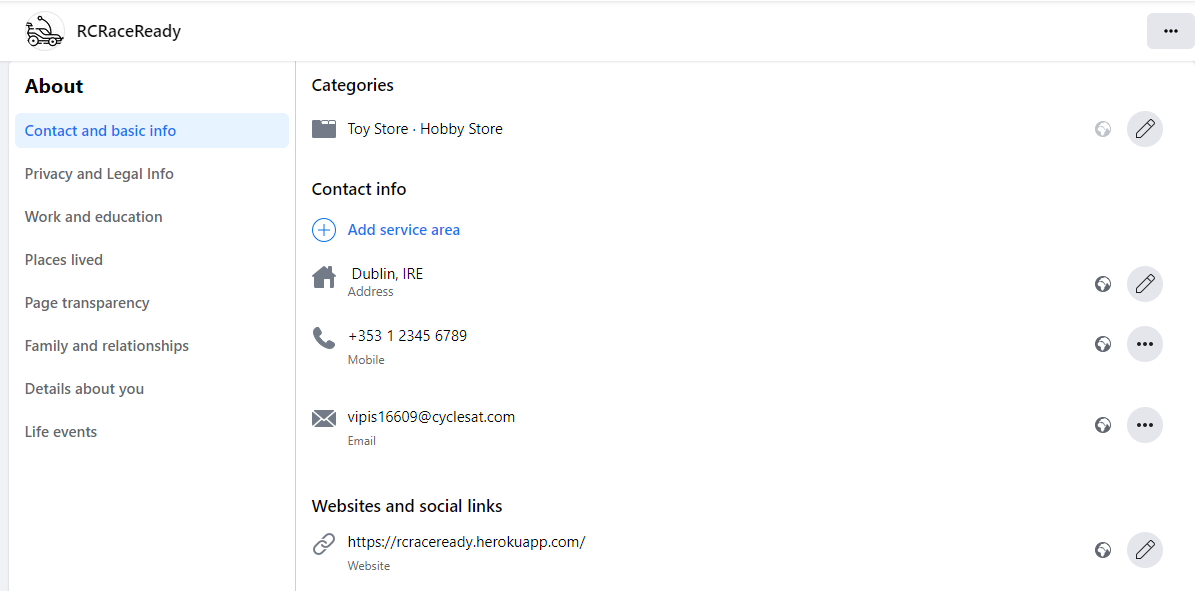 RCRaceReady
About
Contact and basic info
Privacy and Legal Info
Work and education
Places lived
Page transparency
Family and relationships
Details about you
Life events
Categories
Toy Store · Hobby Store
Contact info
Add service area
Dublin, IRE
Address
+353 1 2345 6789
Mobile
vipis16609@cyclesat.com
Email
Websites and social links
https://rcraceready.herokuapp.com/
Website